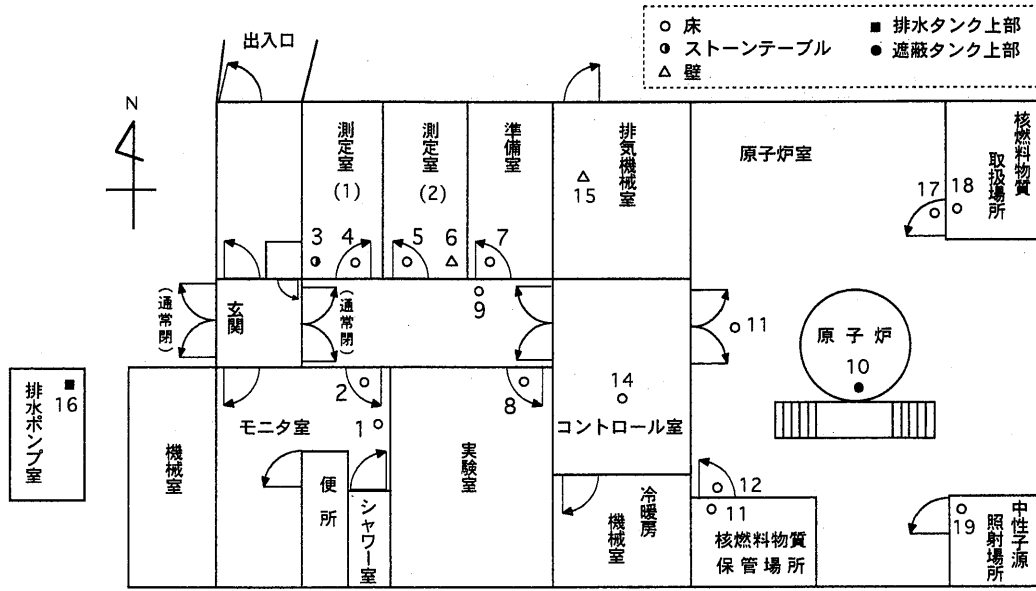 出入口
○ 床
◑ ストーンテーブル
△ 壁
■ 排水タンク上部
● 遮蔽タンク上部
N
測定室
(1)
測定室
(2)
準備室
排気機械室
原子炉室
核燃料物質
取扱場所
15
17
18
3
4
5
6
7
(通常閉)
玄関
(通常閉)
9
11
原子炉
10
排水ポンプ室
16
機械室
モニタ室
2
1
便所
シャワー室
実験室
8
14
コントロール室
冷暖房
機械室
12
11
核燃料物質
保管場所
19
中性子源
照射場所